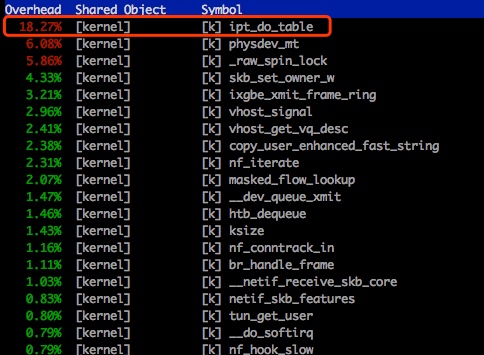 Overhead Shared Object Symbol
18.27% [kernel] [k] ipt_do_table
6.08% [kernel] [k] physdev_mt
5.86% [kernel] [k] _raw_spin_lock
4.33% [kernel] [k] skb_set_owner_w
3.21% [kernel] [k] ixgbe_xmit_frame_ring
2.96% [kernel] [k] vhost_signal
2.41% [kernel] [k] vhost_get_vq_desc
2.38% [kernel] [k] copy_user_enhanced_fast_string
2.31% [kernel] [k] nf_iterate
2.07% [kernel] [k] masked_flow_lookup
1.47% [kernel] [k] __dev_queue_xmit
1.46% [kernel] [k] htb_dequeue
1.43% [kernel] [k] ksize
1.16% [kernel] [k] nf_conntrack_in
1.11% [kernel] [k] br_handle_frame
1.03% [kernel] [k] __netif_receive_skb_core
0.83% [kernel] [k] netif_skb_features
0.80% [kernel] [k] tun_get_user
0.79% [kernel] [k] __do_softirq
0.79% [kernel] [k] nf_hook_slow